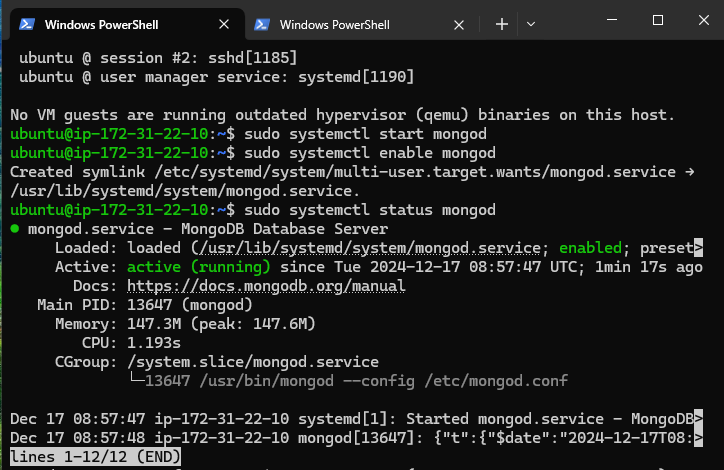 Windows PowerShell
Windows PowerShell
ubuntu @ session #2: sshd[1185]
ubuntu @ user manager service: systemd[1190]
No VM guests are running outdated hypervisor (qemu) binaries on this host.
ubuntu@ip-172-31-22-10:~$ sudo systemctl start mongod
ubuntu@ip-172-31-22-10:~$ sudo systemctl enable mongod
Created symlink /etc/systemd/system/multi-user.target.wants/mongod.service →
/usr/lib/systemd/system/mongod.service.
ubuntu@ip-172-31-22-10:~$ sudo systemctl status mongod
● mongod.service - MongoDB Database Server
Loaded: loaded (/usr/lib/systemd/system/mongod.service; enabled; preset>
Active: active (running) since Tue 2024-12-17 08:57:47 UTC; 1min 17s ago
Docs: https://docs.mongodb.org/manual
Main PID: 13647 (mongod)
Memory: 147.3M (peak: 147.6M)
CPU: 1.193s
CGroup: /system.slice/mongod.service
└─13647 /usr/bin/mongod --config /etc/mongod.conf
Dec 17 08:57:47 ip-172-31-22-10 systemd[1]: Started mongod.service - MongoDB>
Dec 17 08:57:48 ip-172-31-22-10 mongod[13647]: {"t":{"$date":"2024-12-17T08:>
lines 1-12/12 (END)